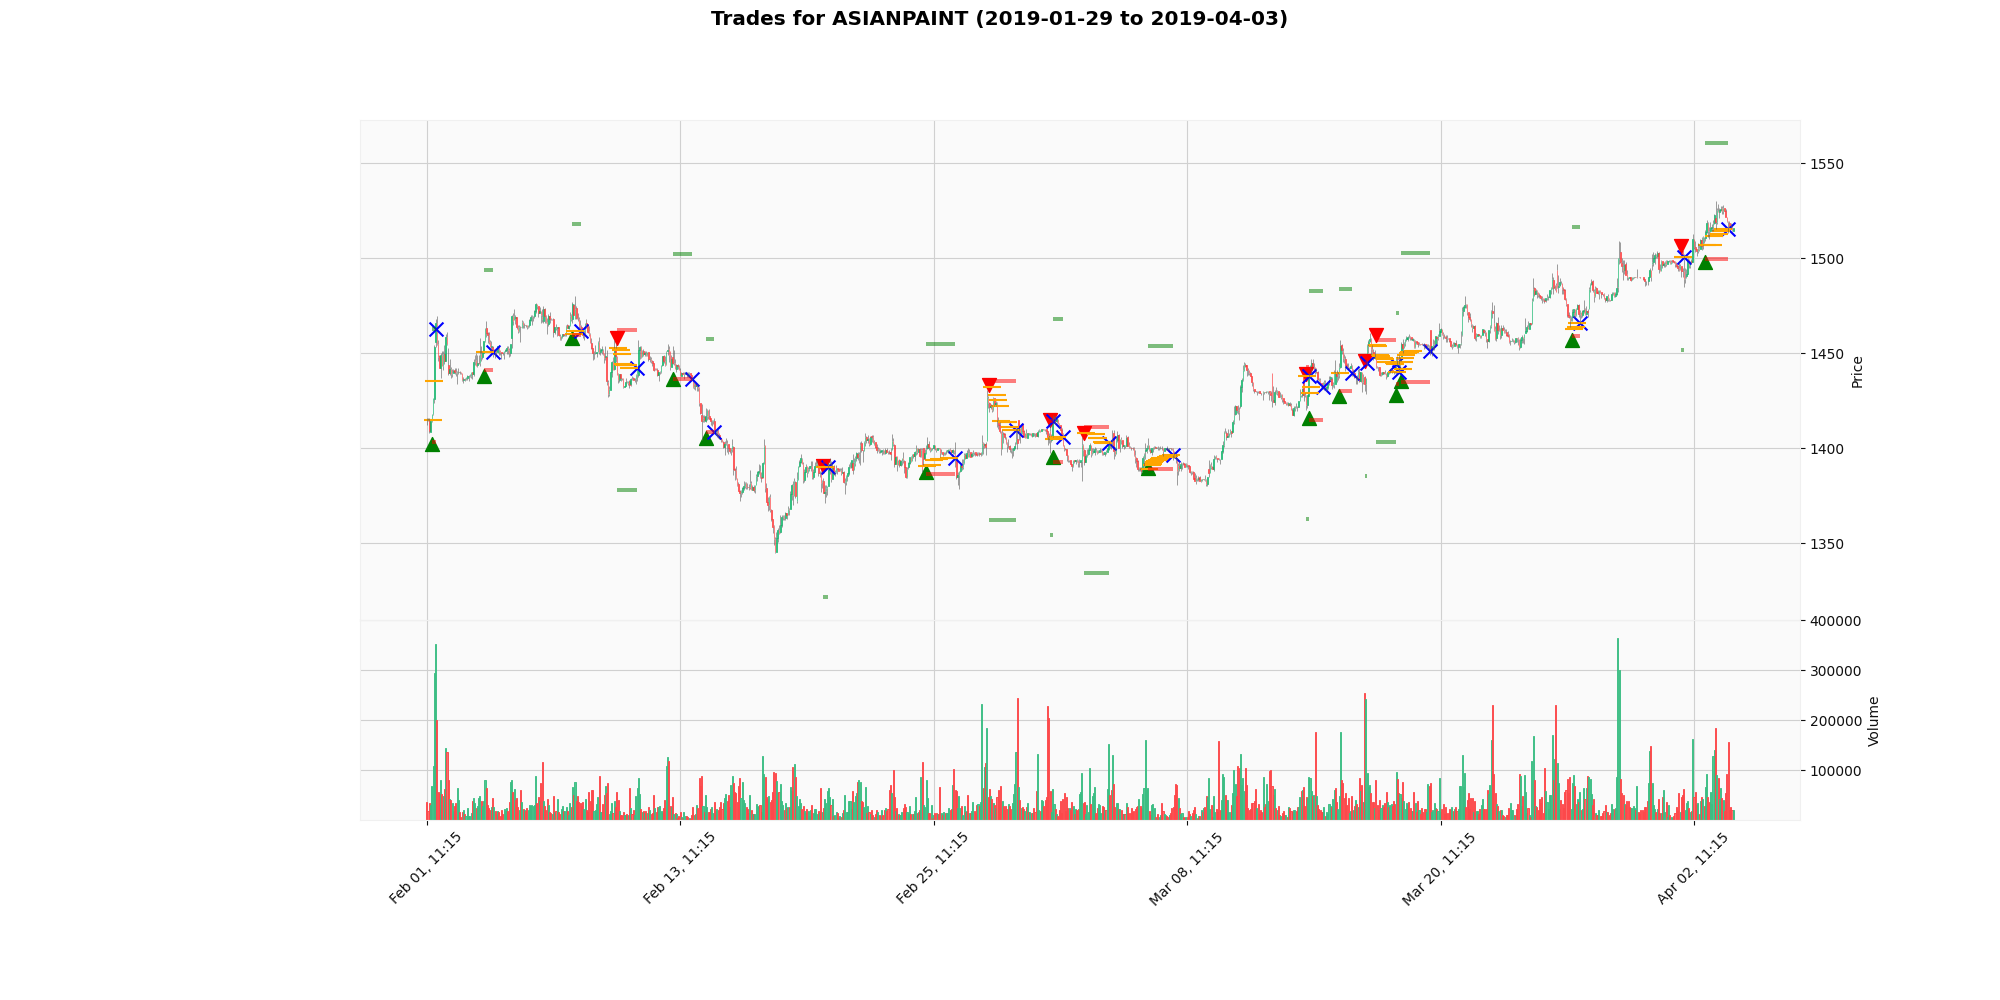 Trades for ASIANPAINT (2019-01-29 to 2019-04-03)
1550
1500
1450
1400
1350
Price
400000
300000
200000
100000
Volume
Feb 01, 11:15
Feb 13, 11:15
Feb 25, 11:15
Mar 08, 11:15
Mar 20, 11:15
Apr 02, 11:15